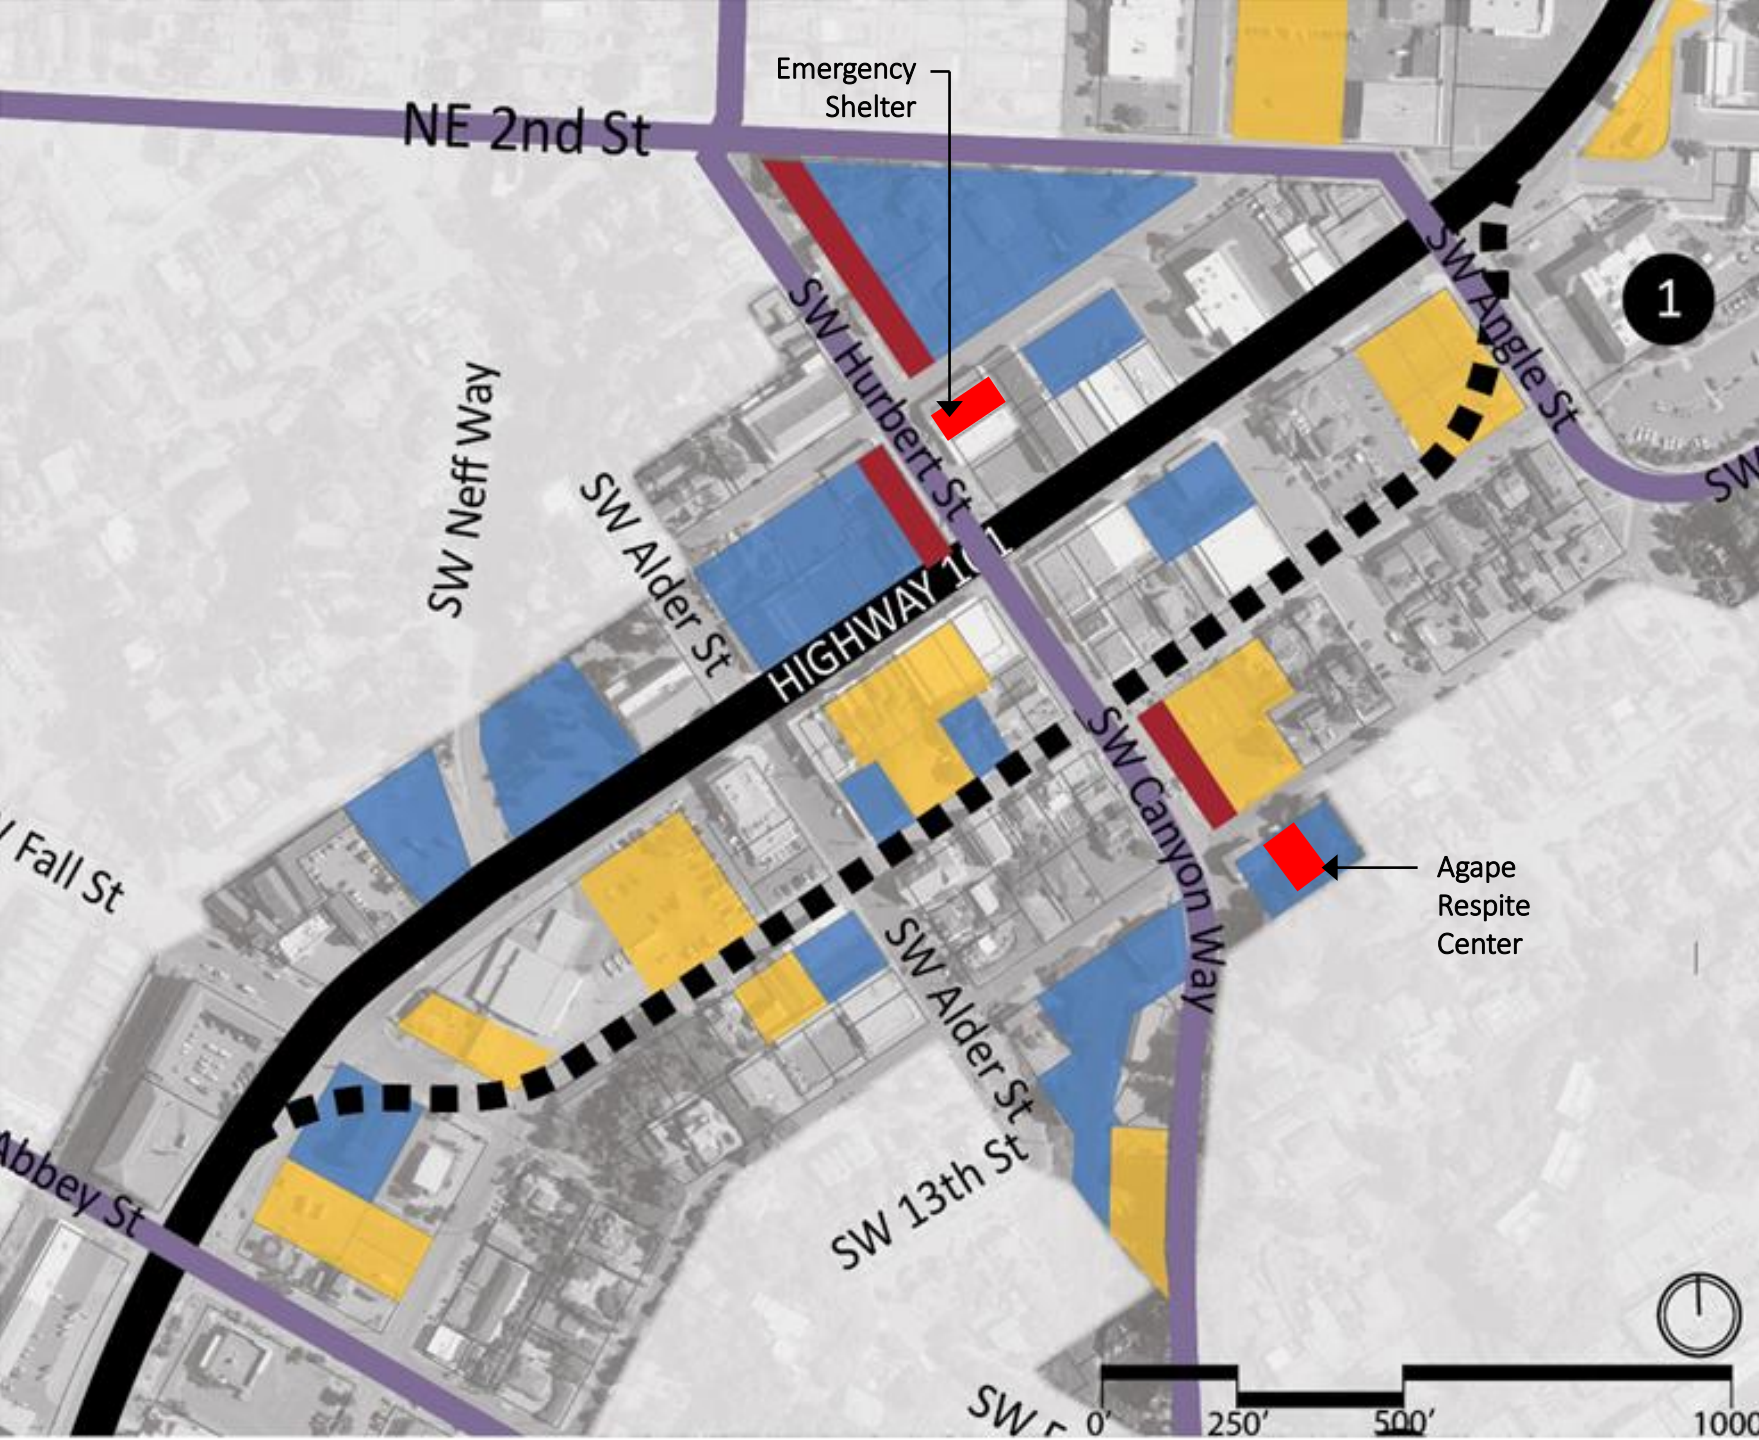 Emergency
Shelter
NE 2nd St
SW Angle St
1
SW Hurbert St
SW Neff Way
SW
SW Alder St
HIGHWAY 101
SW Canyon Way
Fall St
Agape
Respite
Center
SW Alder St
SW 13th St
Abbey St
SW
0'
250'
500'
1000